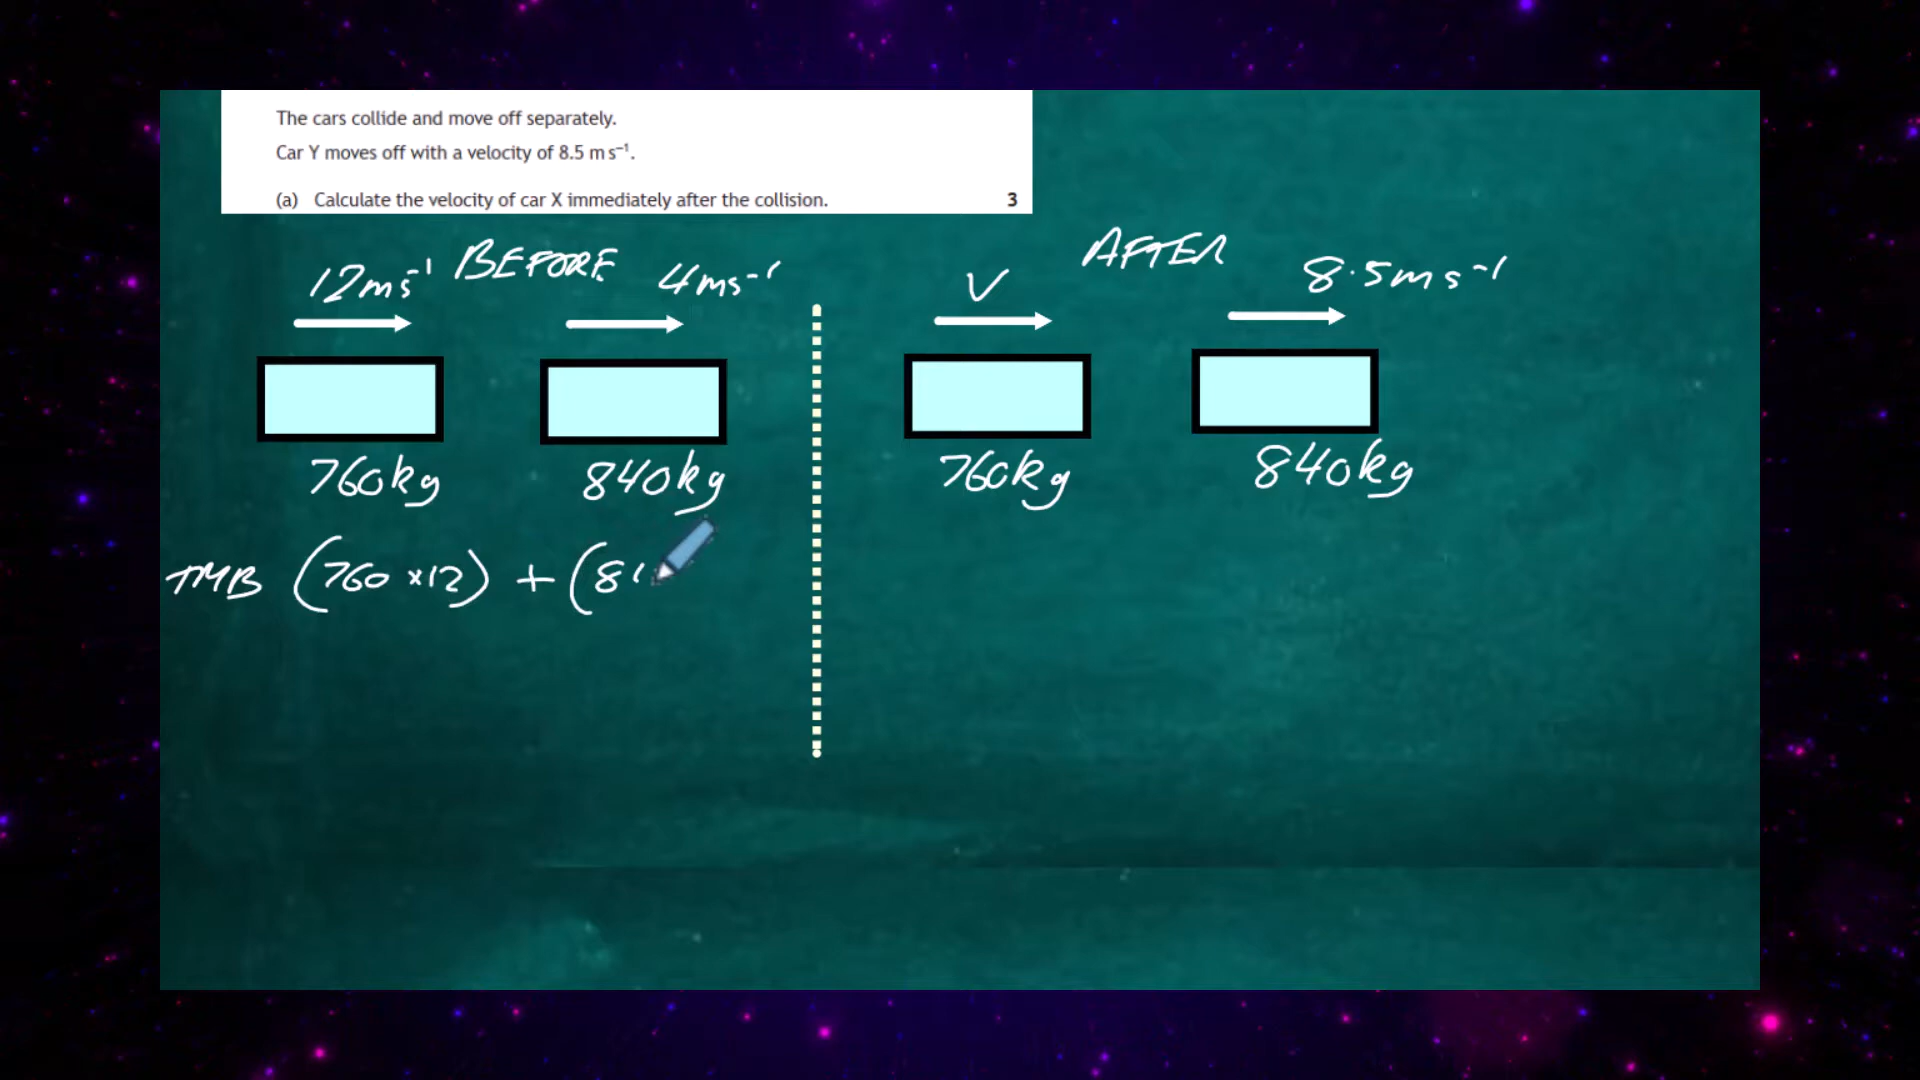 The cars collide and move off separately.
Car Y moves off with a velocity of 8.5 m s⁻¹.
(a) Calculate the velocity of car X immediately after the collision. 3
BEFORE
12ms⁻¹ 4ms⁻¹
760kg 840kg
TMB (760 ×12) + (8
AFTER
V 8.5ms⁻¹
760kg 840kg